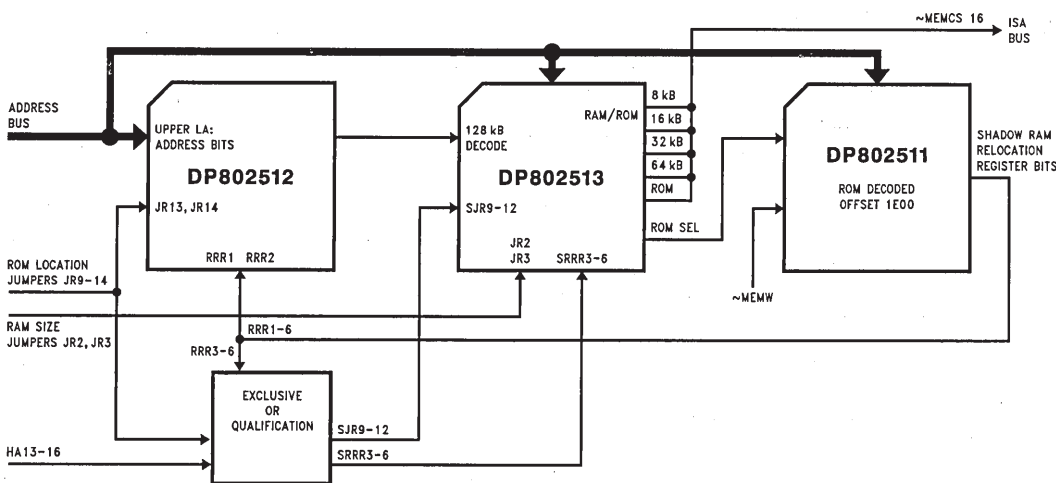 ~MEMCS 16
ISA
BUS
ADDRESS
BUS
UPPER LA:
ADDRESS BITS
DP802512
JR13, JR14
RRR1 RRR2
128 kB
DECODE
RAM/ROM
DP802513
SJR9-12
JR2
JR3
SRRR3-6
8 kB
16 kB
32 kB
64 kB
ROM
ROM SEL
DP802511
ROM DECODED
OFFSET 1E00
SHADOW RAM
RELOCATION
REGISTER BITS
~MEMW
ROM LOCATION
JUMPERS JR9-14
RAM SIZE
JUMPERS JR2, JR3
RRR1-6
RRR3-6
EXCLUSIVE
OR
QUALIFICATION
SJR9-12
SRRR3-6
HA13-16